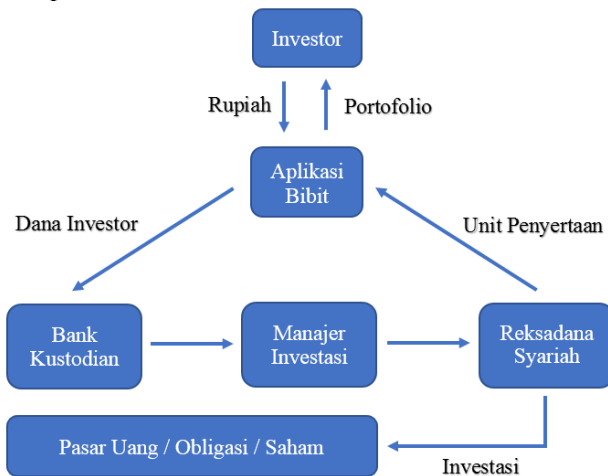 Investor
Rupiah
Portofolio
Aplikasi
Bibit
Dana Investor
Unit Penyertaan
Bank
Kustodian
Manajer
Investasi
Reksadana
Syariah
Pasar Uang / Obligasi / Saham
Investasi